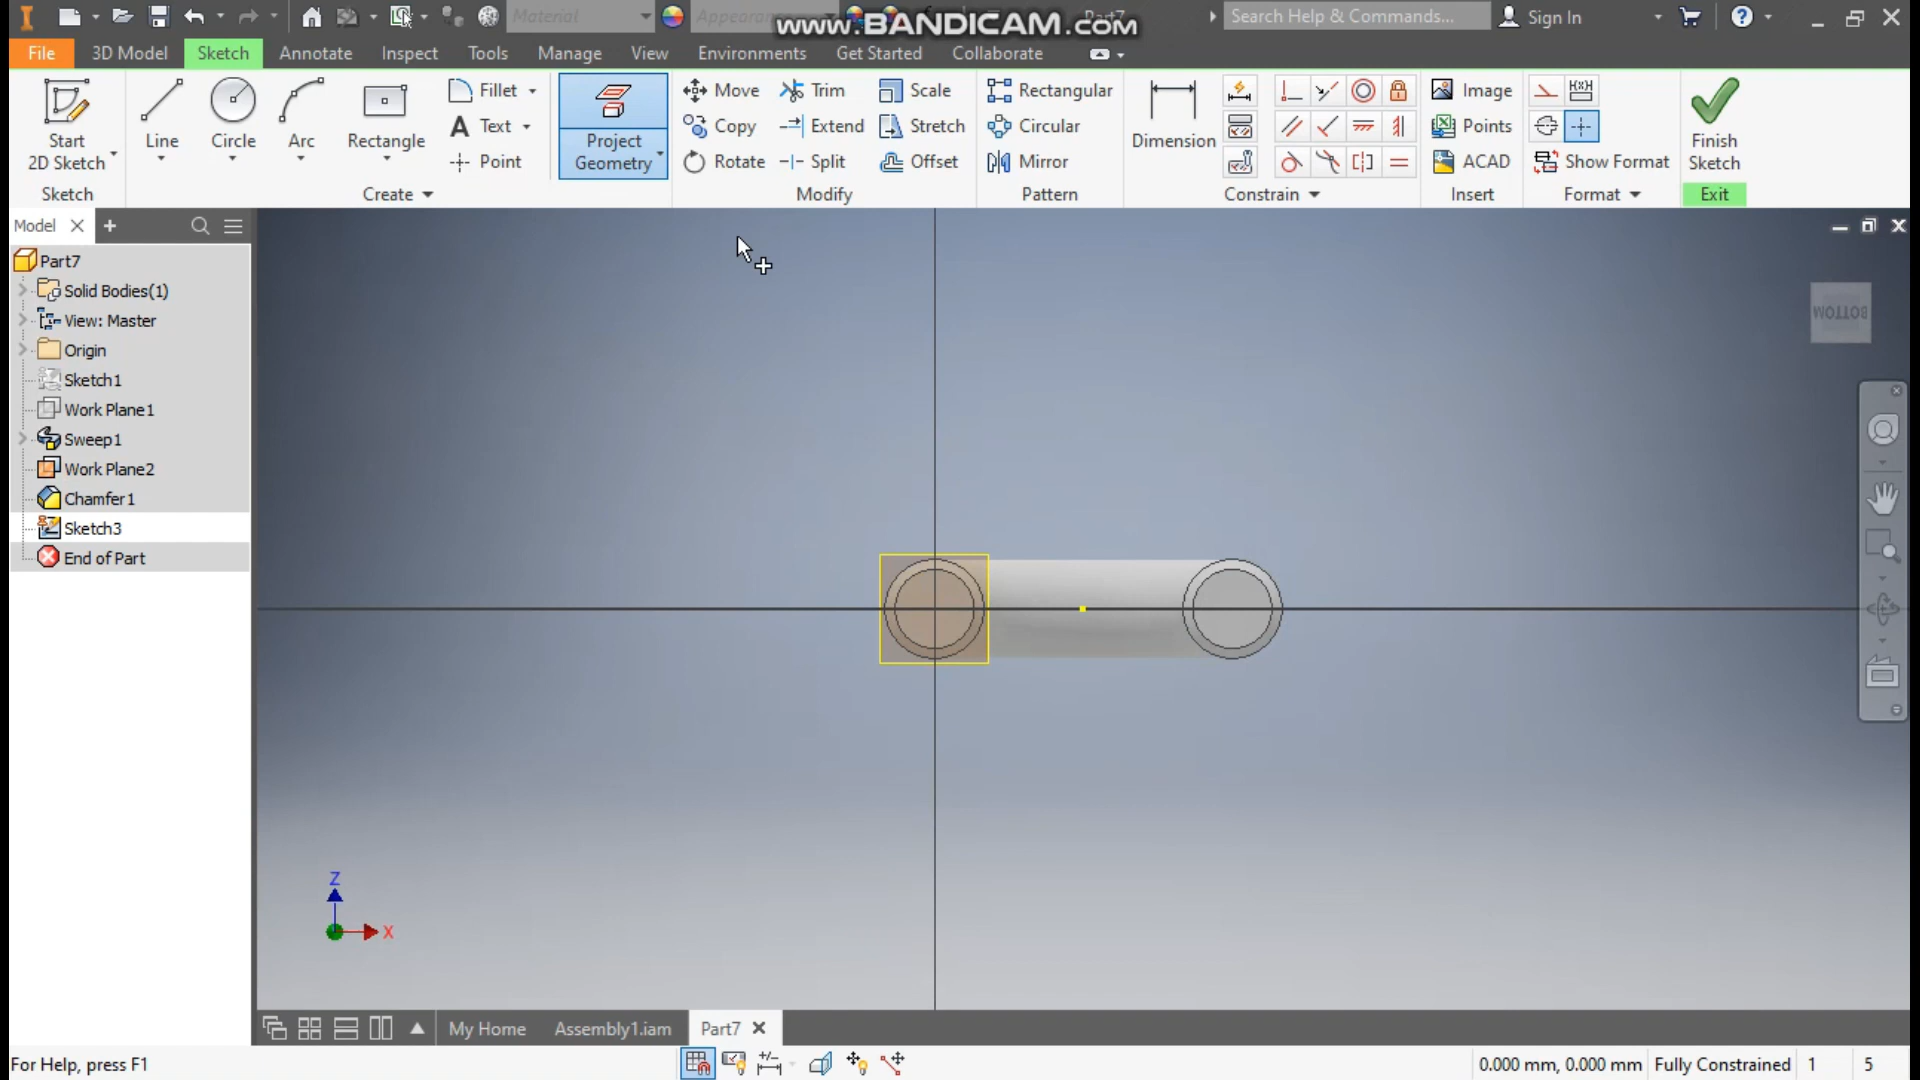 Material
Appearance
Part7
www.BANDICAM.com
Search Help & Commands...
Sign In
File
3D Model
Sketch
Annotate
Inspect
Tools
Manage
View
Environments
Get Started
Collaborate
Start
2D Sketch
Line
Circle
Arc
Rectangle
Fillet
Text
Point
Project
Geometry
Move
Copy
Rotate
Trim
Extend
Split
Scale
Stretch
Offset
Rectangular
Circular
Mirror
Dimension
Image
Points
ACAD
Show Format
Finish
Sketch
Sketch
Create
Modify
Pattern
Constrain
Insert
Format
Exit
Model
Part7
Solid Bodies(1)
View: Master
Origin
Sketch1
Work Plane1
Sweep1
Work Plane2
Chamfer1
Sketch3
End of Part
BOTTOM
Z
X
My Home
Assembly1.iam
Part7
For Help, press F1
0.000 mm, 0.000 mm
Fully Constrained
1
5